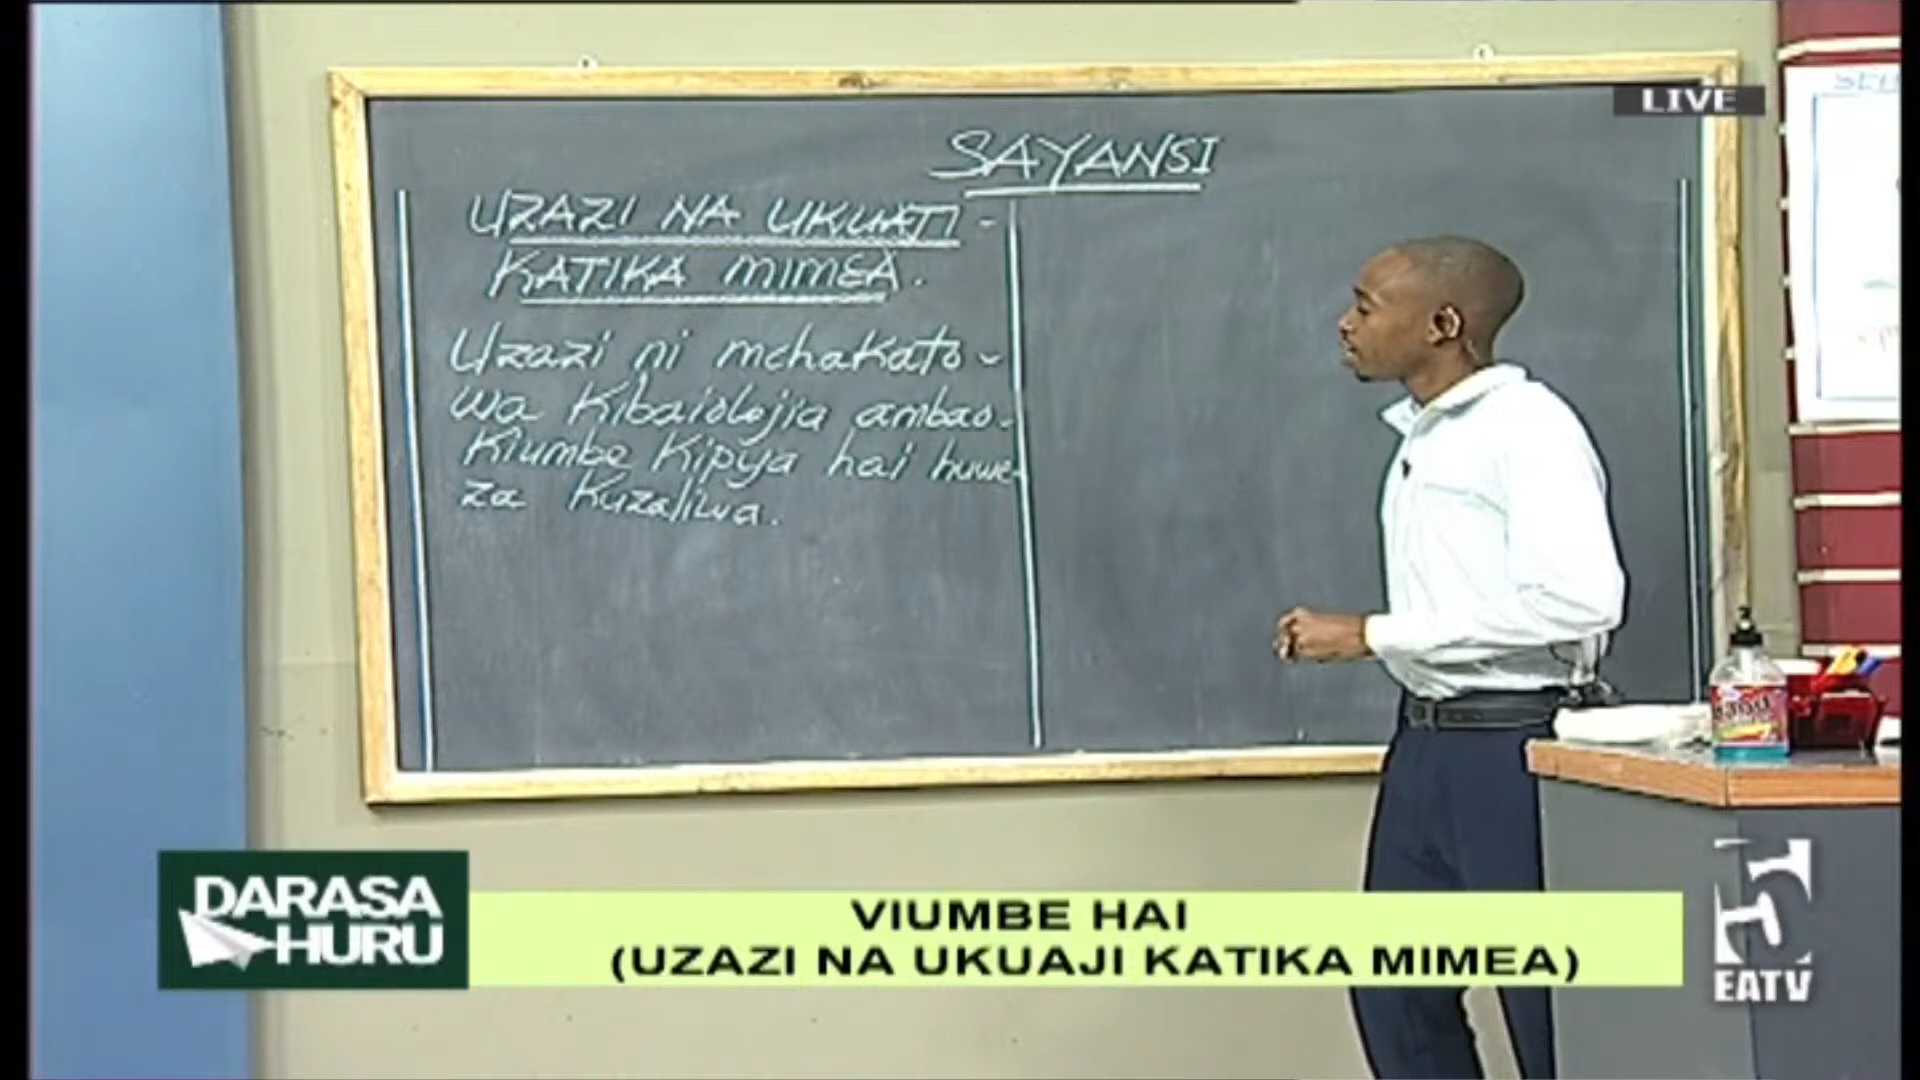 LIVE
SAYANSI
UZAZI NA UKUAJI -
KATIKA MIMEA.
Uzazi ni mchakato -
wa Kibaiolojia ambao -
Kiumbe Kipya hai huwe-
za Kuzaliwa.
DARASA
HURU
VIUMBE HAI
(UZAZI NA UKUAJI KATIKA MIMEA)
EATV